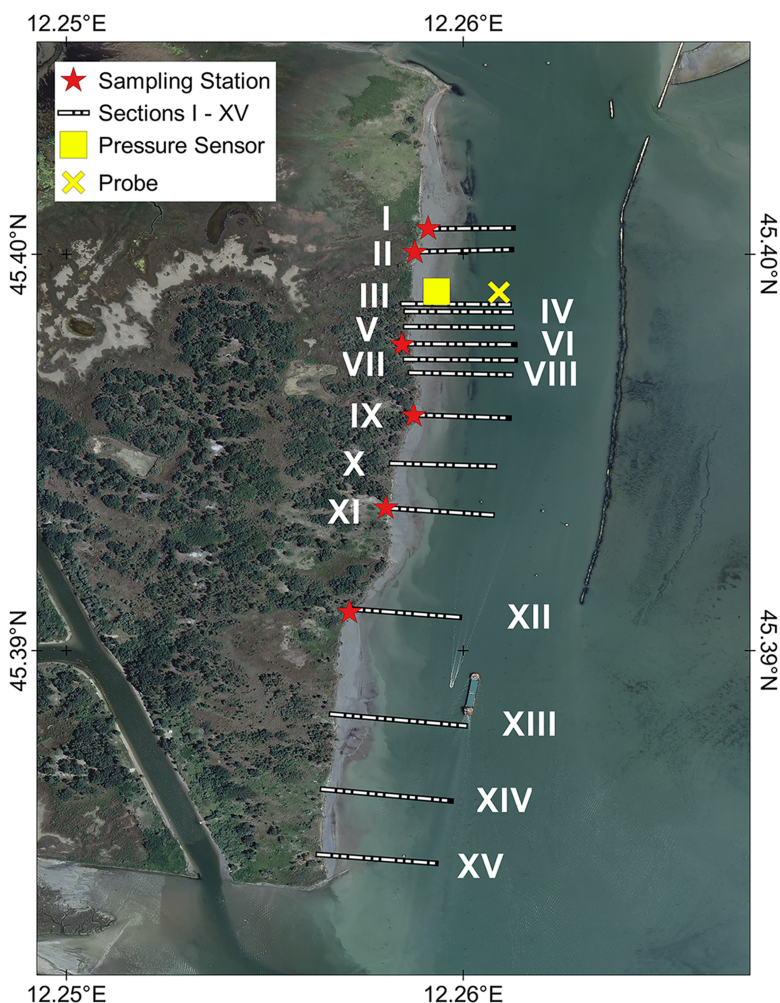 12.25°E
12.26°E
Sampling Station
Sections I - XV
Pressure Sensor
Probe
45.40°N
45.40°N
I
II
III
IV
V
VI
VII
VIII
IX
X
XI
XII
45.39°N
45.39°N
XIII
XIV
XV
12.25°E
12.26°E